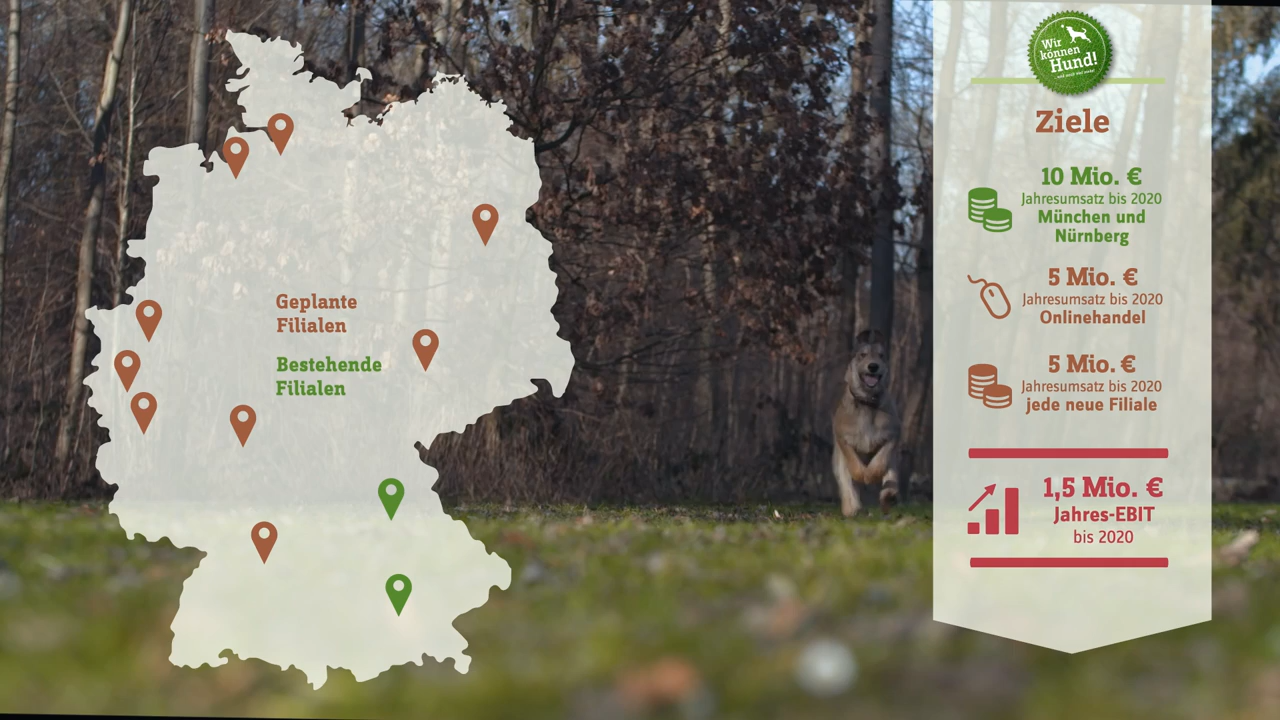 Geplante
Filialen
Bestehende
Filialen
Wir
können
Hund!
Ziele
10 Mio. €
Jahresumsatz bis 2020
München und
Nürnberg
5 Mio. €
Jahresumsatz bis 2020
Onlinehandel
5 Mio. €
Jahresumsatz bis 2020
jede neue Filiale
1,5 Mio. €
Jahres-EBIT
bis 2020